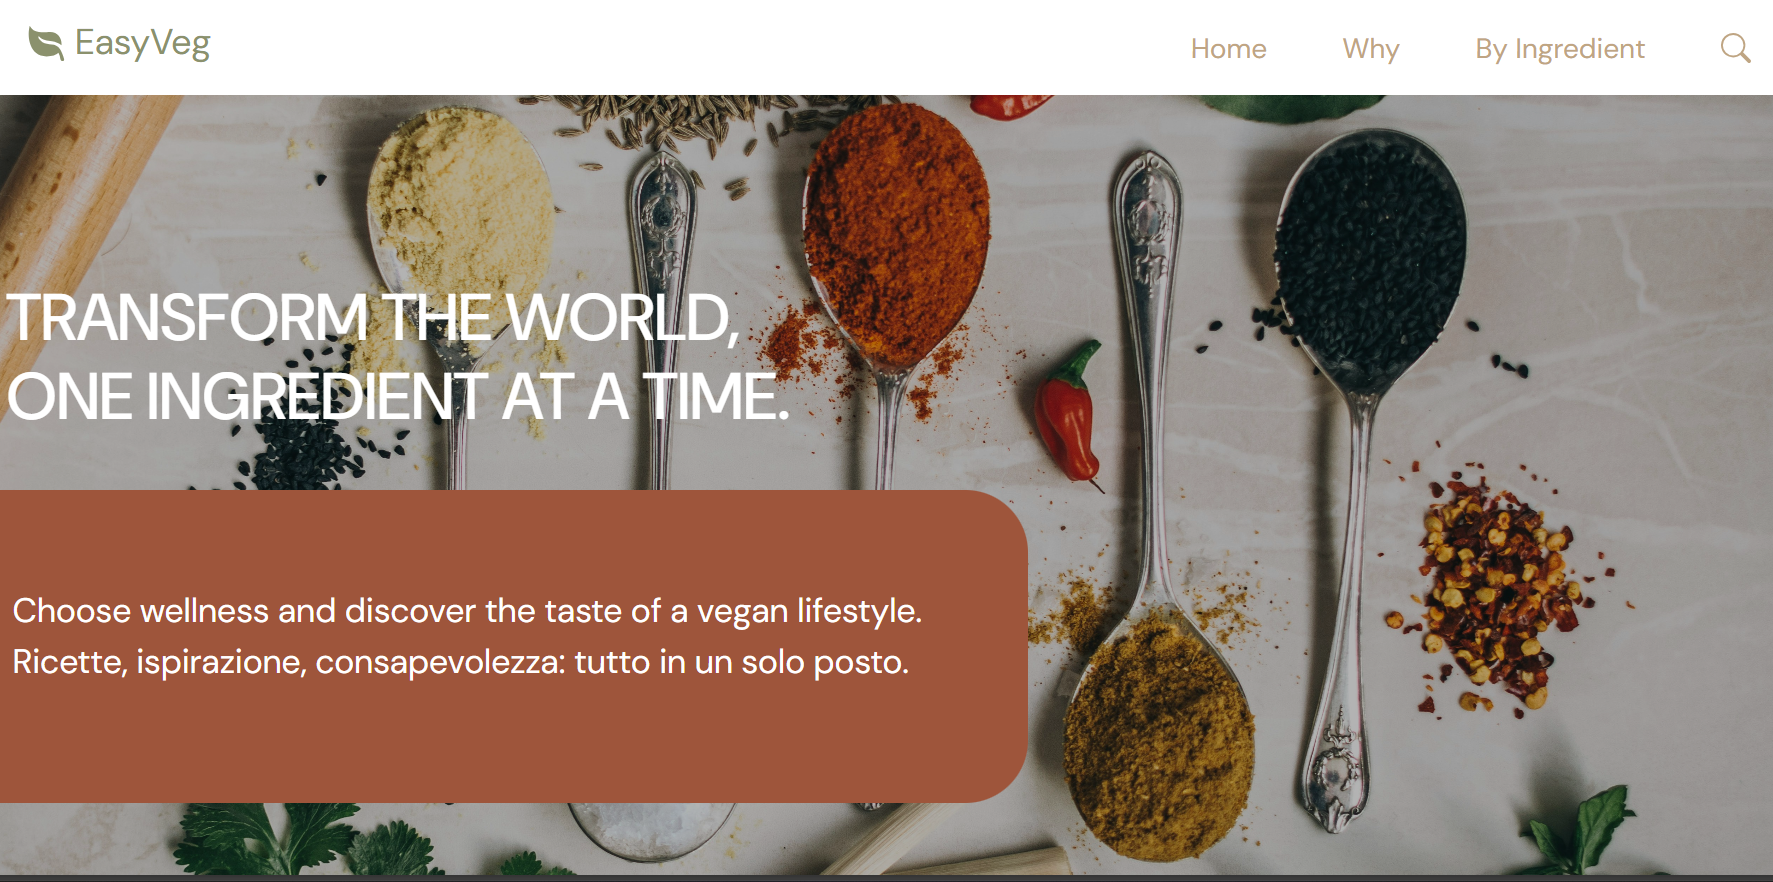 EasyVeg
Home Why By Ingredient
TRANSFORM THE WORLD,
ONE INGREDIENT AT A TIME.
Choose wellness and discover the taste of a vegan lifestyle.
Ricette, ispirazione, consapevolezza: tutto in un solo posto.